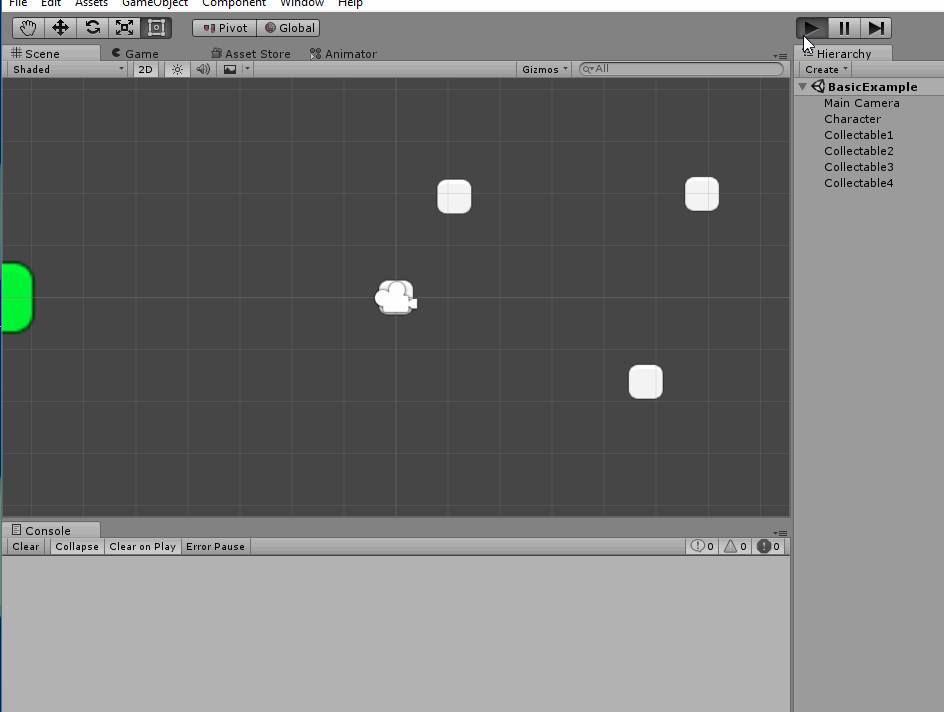 File Edit Assets GameObject Component Window Help
Pivot Global
Scene Game Asset Store Animator Hierarchy
Shaded 2D Gizmos All Create
BasicExample
Main Camera
Character
Collectable1
Collectable2
Collectable3
Collectable4
Console
Clear Collapse Clear on Play Error Pause 0 0 0